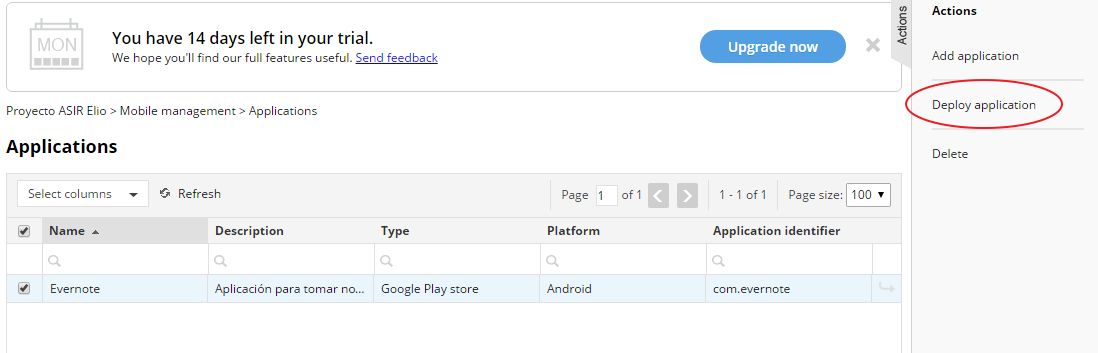 MON
You have 14 days left in your trial.
We hope you'll find our full features useful. Send feedback
Upgrade now
Proyecto ASIR Elio > Mobile management > Applications
Applications
Select columns
Refresh
Page 1 of 1
1 - 1 of 1
Page size: 100
Name Description Type Platform Application identifier
Evernote Aplicación para tomar no... Google Play store Android com.evernote
Actions
Actions
Add application
Deploy application
Delete